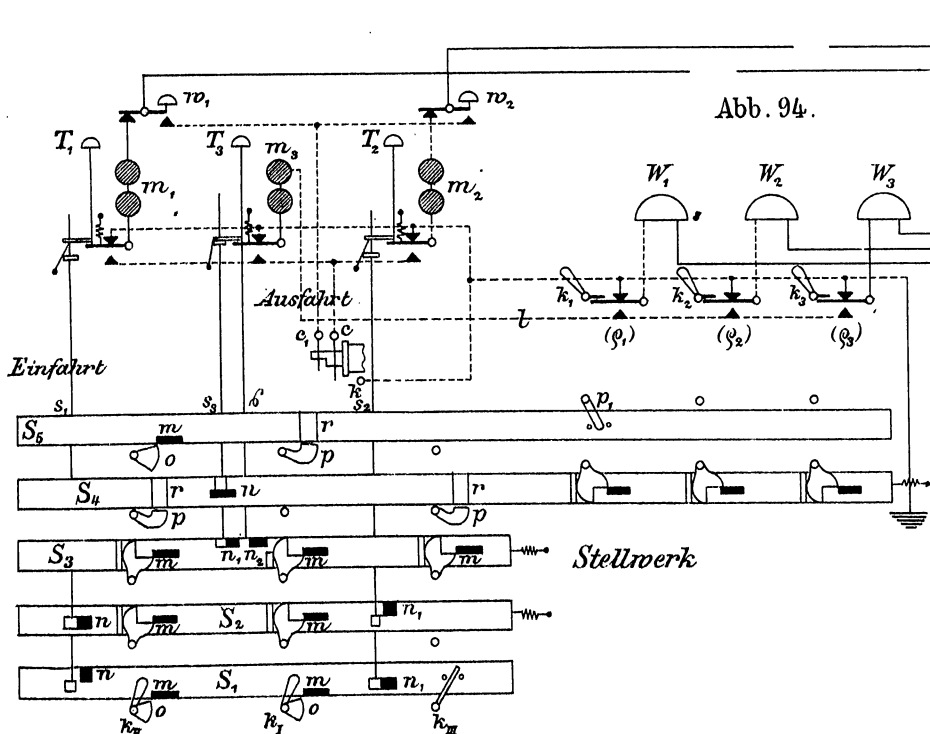 w₁
w₂
Abb. 94.
T₁
T₃
m₃
T₂
W₁
W₂
W₃
m₁
m₂
s
Ausfahrt
k₁
k₂
k₃
l
c₁
c
(ϱ₁)
(ϱ₂)
(ϱ₃)
Einfahrt
k
s₁
s₃
s₂
p₁
S₅
m
r
o
p
S₄
r
n
r
p
p
S₃
m
n₁
n₂
m
m
Stellwerk
n
m
S₂
m
n₁
n
m
S₁
m
n₁
k_II
o
k_I
o
k_III